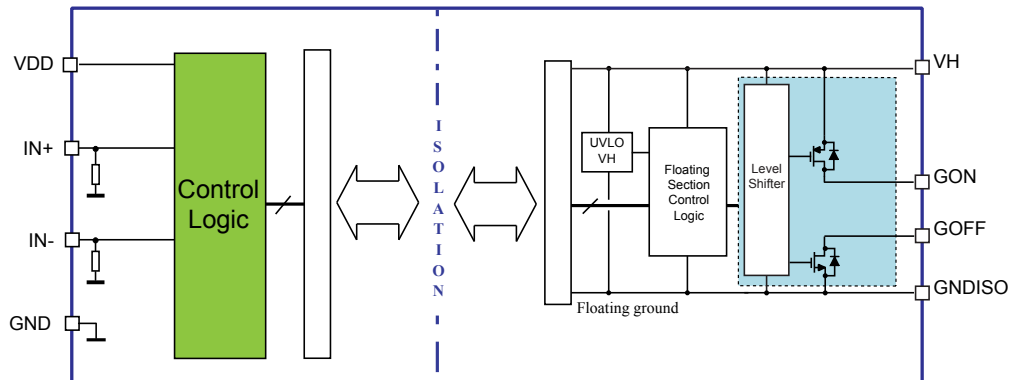 VDD
IN+
IN-
GND
Control
Logic
ISOLATION
UVLO
VH
Floating
Section
Control
Logic
Level
Shifter
Floating ground
VH
GON
GOFF
GNDISO